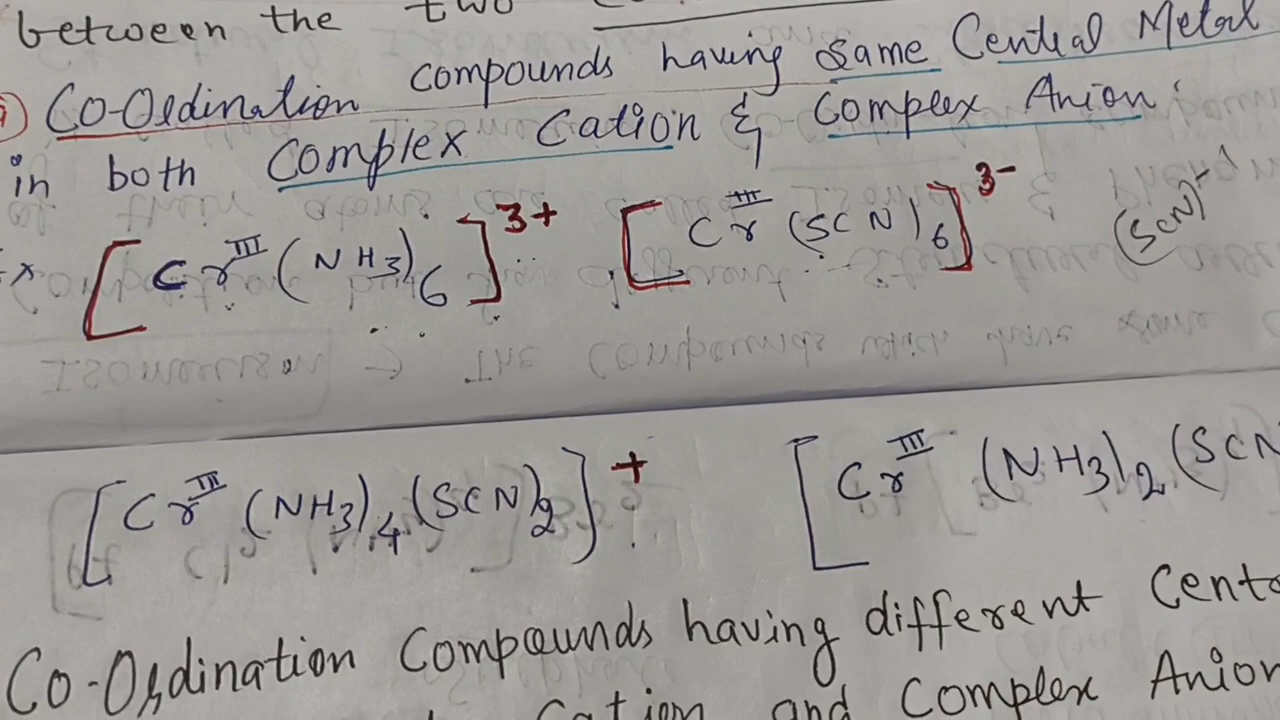 between the two
i) Co-Ordination compounds having same Central Metal
in both Complex Cation & Complex Anion.
[Cr^III(NH3)6]3+ [Cr^III(SCN)6]3- (SCN)-
[Cr^III(NH3)4(SCN)2]+ [Cr^III(NH3)2(SCN
Co-Ordination Compounds having different Cent
Cation and Complex Anion